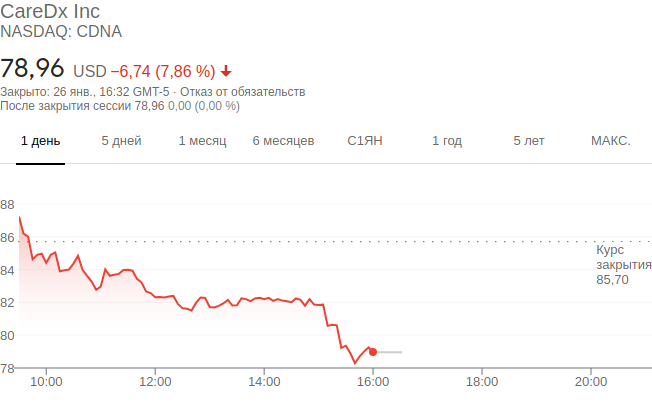 CareDx Inc
NASDAQ: CDNA
78,96 USD −6,74 (7,86 %)
Закрыто: 26 янв., 16:32 GMT-5 · Отказ от обязательств
После закрытия сессии 78,96 0,00 (0,00 %)
1 день 5 дней 1 месяц 6 месяцев С1ЯН 1 год 5 лет МАКС.
88
86
Курс
закрытия
85,70
84
82
80
78
10:00 12:00 14:00 16:00 18:00 20:00